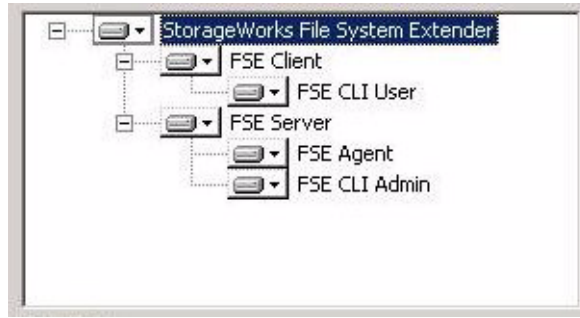 StorageWorks File System Extender
FSE Client
FSE CLI User
FSE Server
FSE Agent
FSE CLI Admin